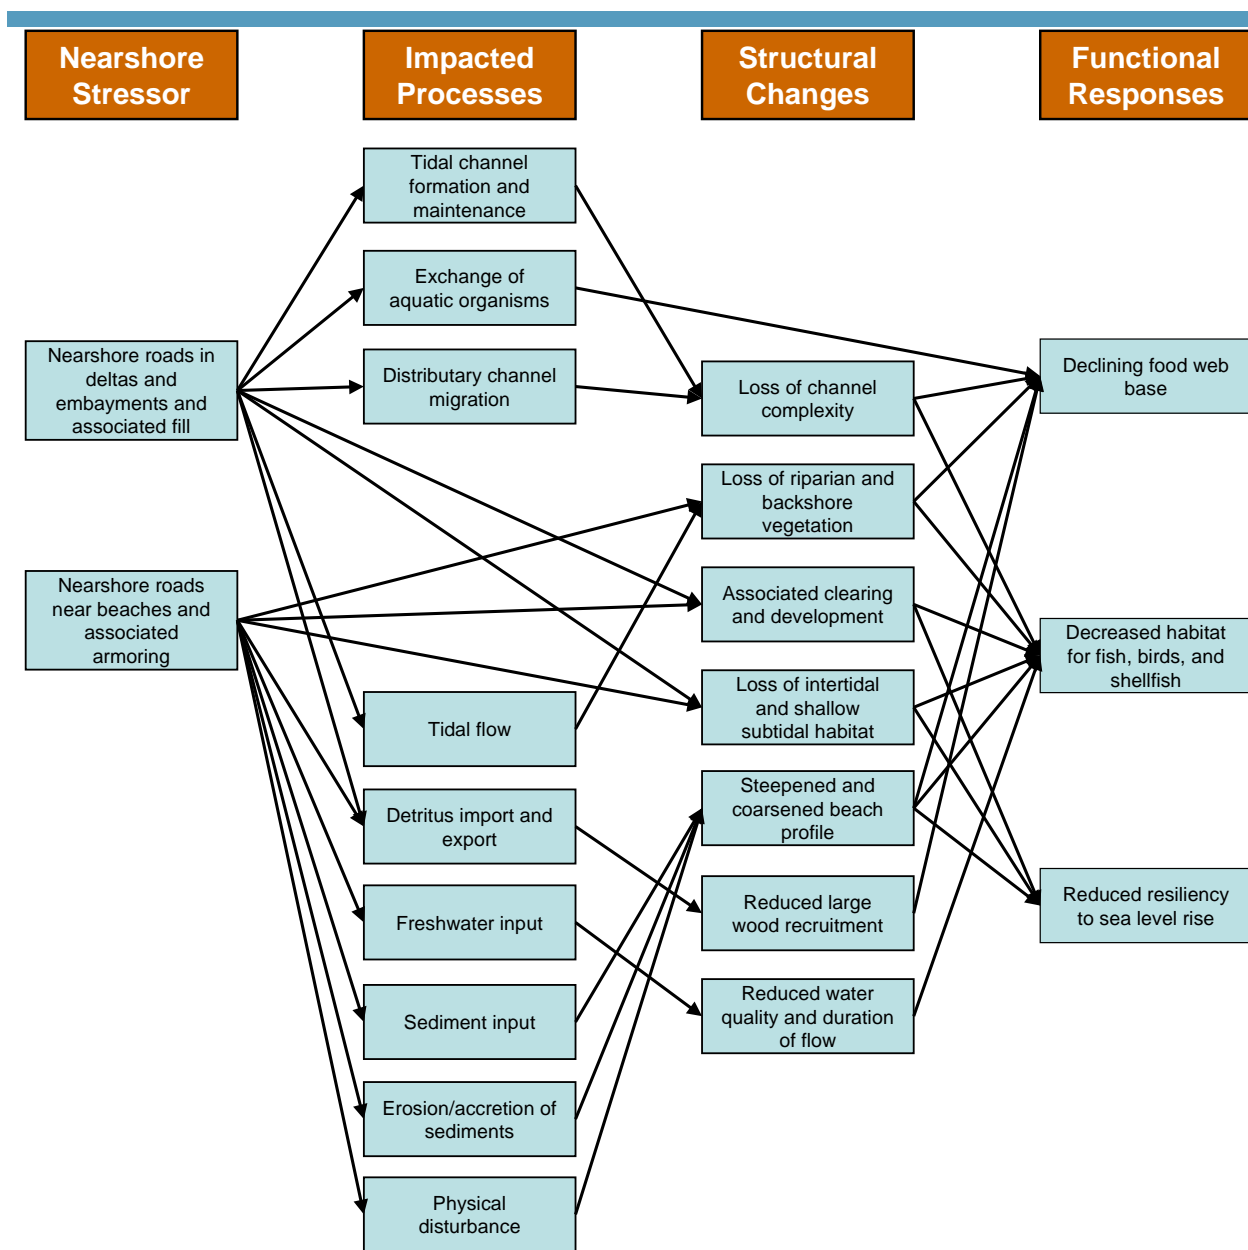 Nearshore
Stressor
Impacted
Processes
Structural
Changes
Functional
Responses
Nearshore roads in
deltas and
embayments and
associated fill
Nearshore roads
near beaches and
associated
armoring
Tidal channel
formation and
maintenance
Exchange of
aquatic organisms
Distributary channel
migration
Tidal flow
Detritus import and
export
Freshwater input
Sediment input
Erosion/accretion of
sediments
Physical
disturbance
Loss of channel
complexity
Loss of riparian and
backshore
vegetation
Associated clearing
and development
Loss of intertidal
and shallow
subtidal habitat
Steepened and
coarsened beach
profile
Reduced large
wood recruitment
Reduced water
quality and duration
of flow
Declining food web
base
Decreased habitat
for fish, birds, and
shellfish
Reduced resiliency
to sea level rise